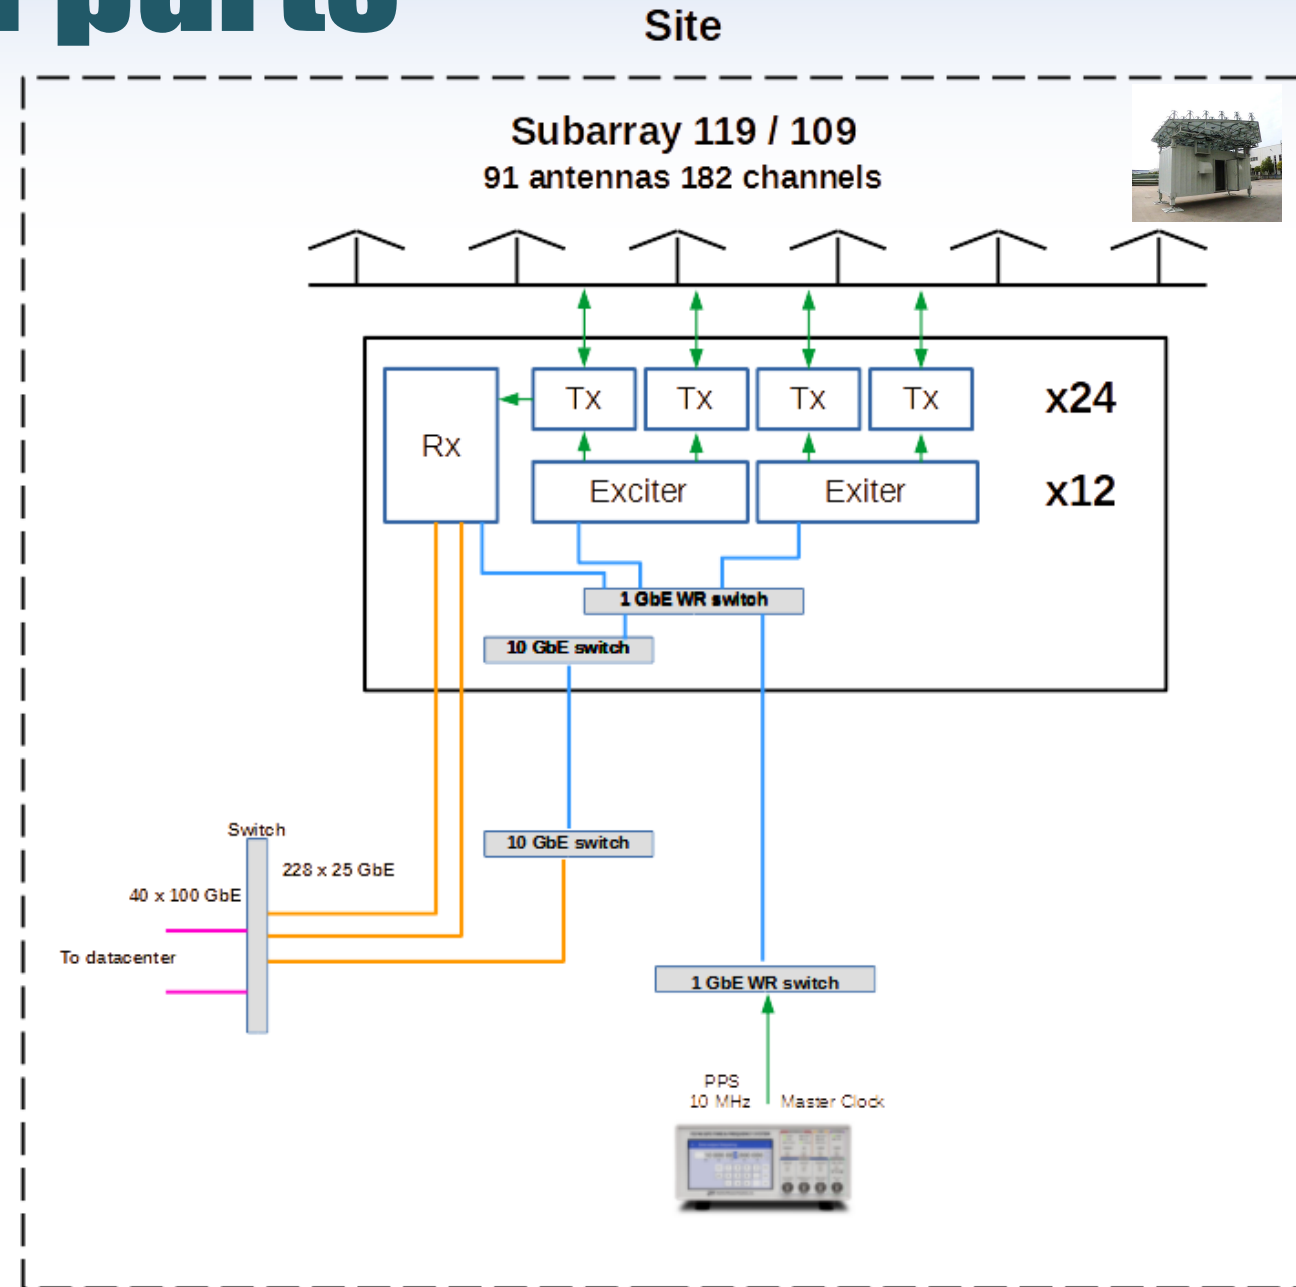 parts
Site
Subarray 119 / 109
91 antennas 182 channels
Tx
Tx
Tx
Tx
x24
Rx
Exciter
Exiter
x12
1 GbE WR switch
10 GbE switch
10 GbE switch
Switch
228 x 25 GbE
40 x 100 GbE
To datacenter
1 GbE WR switch
PPS
10 MHz
Master Clock